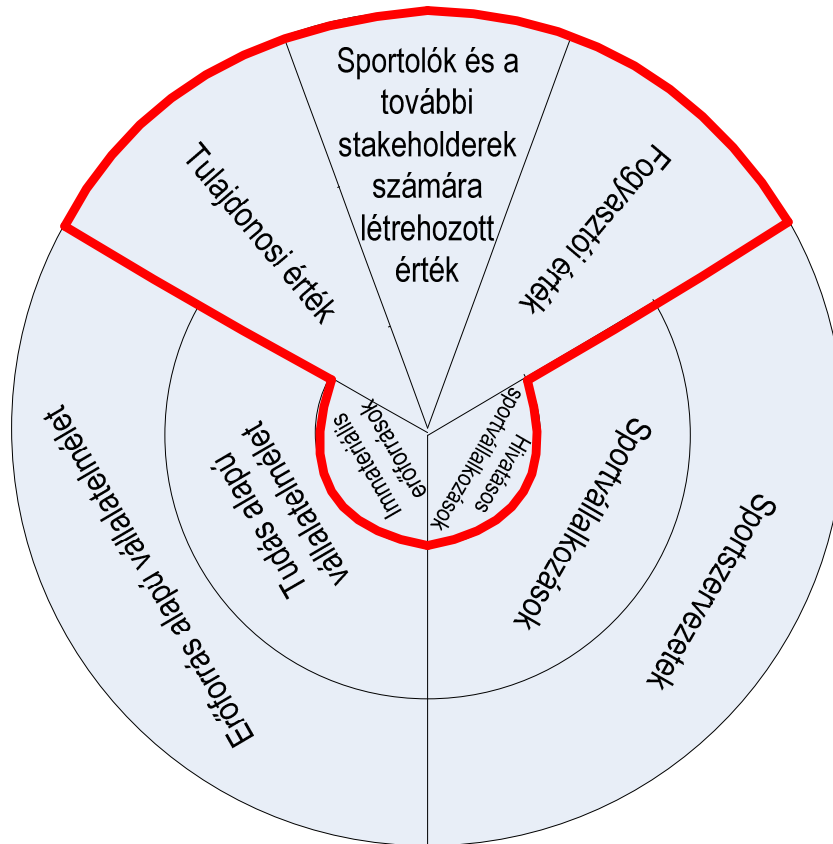 Sportolók és a
további
stakeholderek
számára
létrehozott
érték
Tulajdonosi érték
Fogyasztói érték
Immateriális
erőforrások
Hivatásos
sportvállalkozások
Tudás alapú
vállalatelmélet
Sportvállalkozások
Erőforrás alapú vállalatelmélet
Sportszervezetek